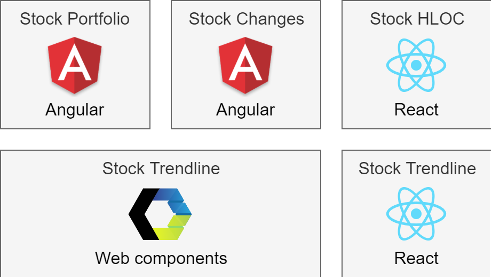 Stock Portfolio
Angular
Stock Changes
Angular
Stock HLOC
React
Stock Trendline
Web components
Stock Trendline
React